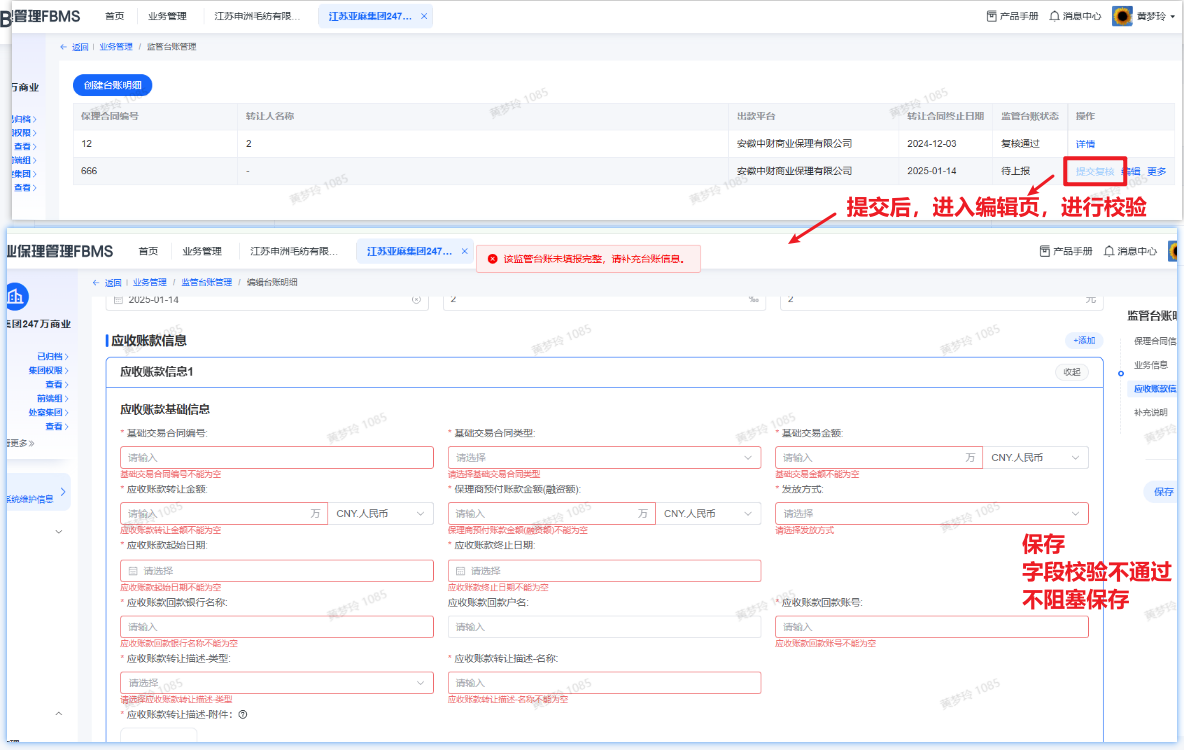 管理FBMS 首页 业务管理 江苏申洲毛纺有限... 江苏亚麻集团247... × 产品手册 消息中心 黄梦玲
← 返回 | 业务管理 / 监管台账管理
万商业
创建台账明细
保理合同编号 转让人名称 出款平台 转让合同终止日期 监管台账状态 操作
已归档 >
权限 >
查看 >
前端组 >
集团 >
查看 >
12 2 安徽中财商业保理有限公司 2024-12-03 复核通过 详情
666 - 安徽中财商业保理有限公司 2025-01-14 待上报 提交复核 编辑 更多
提交后，进入编辑页，进行校验
业保理管理FBMS 首页 业务管理 江苏申洲毛纺有限... 江苏亚麻集团247... × 产品手册 消息中心
该监管台账未填报完整，请补充台账信息。
← 返回 | 业务管理 / 监管台账管理 / 编辑台账明细
2025-01-14 2 ‰ 2 元
集团247万商业
已归档 >
集团权限 >
查看 >
前端组 >
处室集团 >
查看 >
更多 »
系统维护信息 >
监管台账明
保理合同信
业务信息
应收账款信
补充说明
保存
应收账款信息 +添加
应收账款信息1 收起
应收账款基础信息
* 基础交易合同编号: * 基础交易合同类型: * 基础交易金额:
请输入 请选择 请输入 万 CNY.人民币
基础交易合同编号不能为空 请选择基础交易合同类型 基础交易金额不能为空
* 应收账款转让金额: * 保理商预付账款金额(融资额): * 发放方式:
请输入 万 CNY.人民币 请输入 万 CNY.人民币 请选择
应收账款转让金额不能为空 保理商预付账款金额(融资额)不能为空 请选择发放方式
* 应收账款起始日期: * 应收账款终止日期:
请选择 请选择
应收账款起始日期不能为空 应收账款终止日期不能为空
保存
字段校验不通过
不阻塞保存
* 应收账款回款银行名称: 应收账款回款户名: * 应收账款回款账号:
请输入 请输入 请输入
应收账款回款银行名称不能为空 应收账款回款账号不能为空
* 应收账款转让描述-类型: * 应收账款转让描述-名称:
请选择 请输入
请选择应收账款转让描述-类型 应收账款转让描述-名称不能为空
* 应收账款转让描述-附件:
黄梦玲 1085